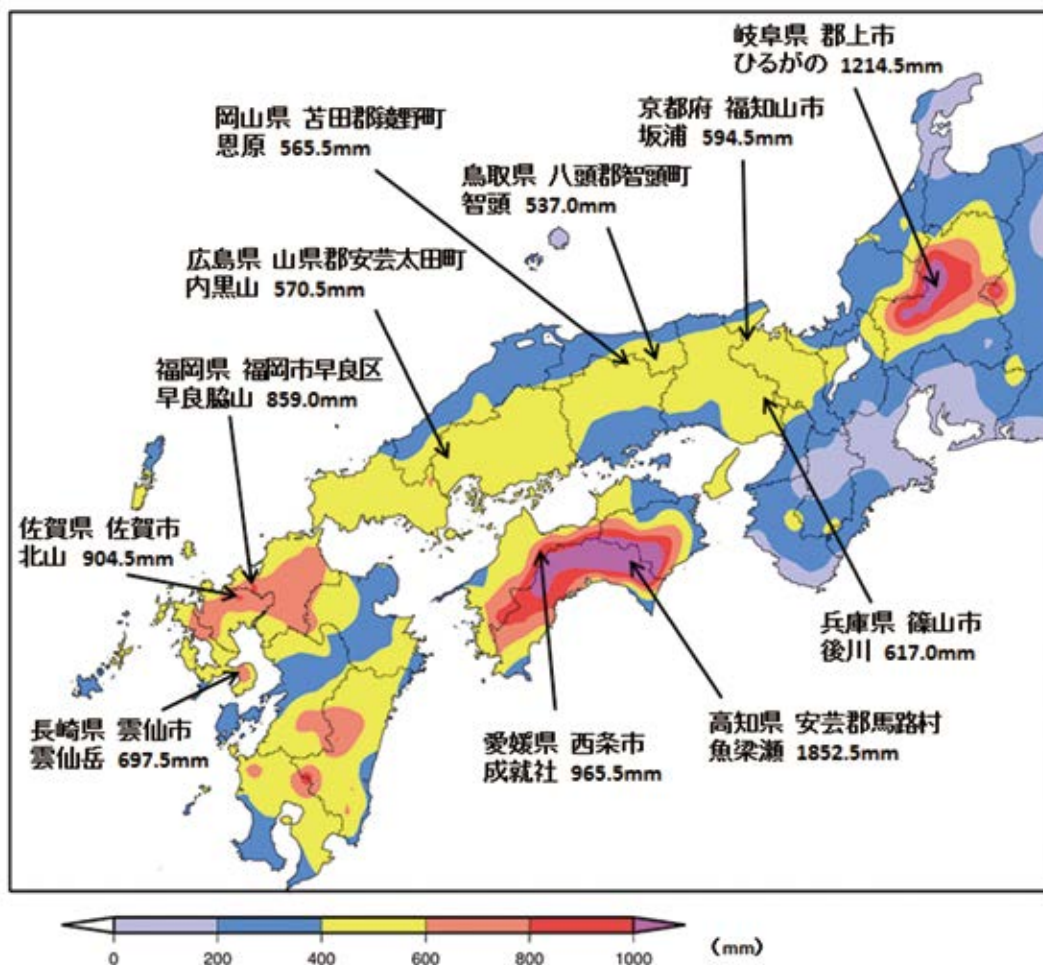 岐阜県 郡上市
ひるがの 1214.5mm
岡山県 苫田郡鏡野町
恩原 565.5mm
京都府 福知山市
坂浦 594.5mm
鳥取県 八頭郡智頭町
智頭 537.0mm
広島県 山県郡安芸太田町
内黒山 570.5mm
福岡県 福岡市早良区
早良脇山 859.0mm
佐賀県 佐賀市
北山 904.5mm
兵庫県 篠山市
後川 617.0mm
長崎県 雲仙市
雲仙岳 697.5mm
愛媛県 西条市
成就社 965.5mm
高知県 安芸郡馬路村
魚梁瀬 1852.5mm
0 200 400 600 800 1000 (mm)